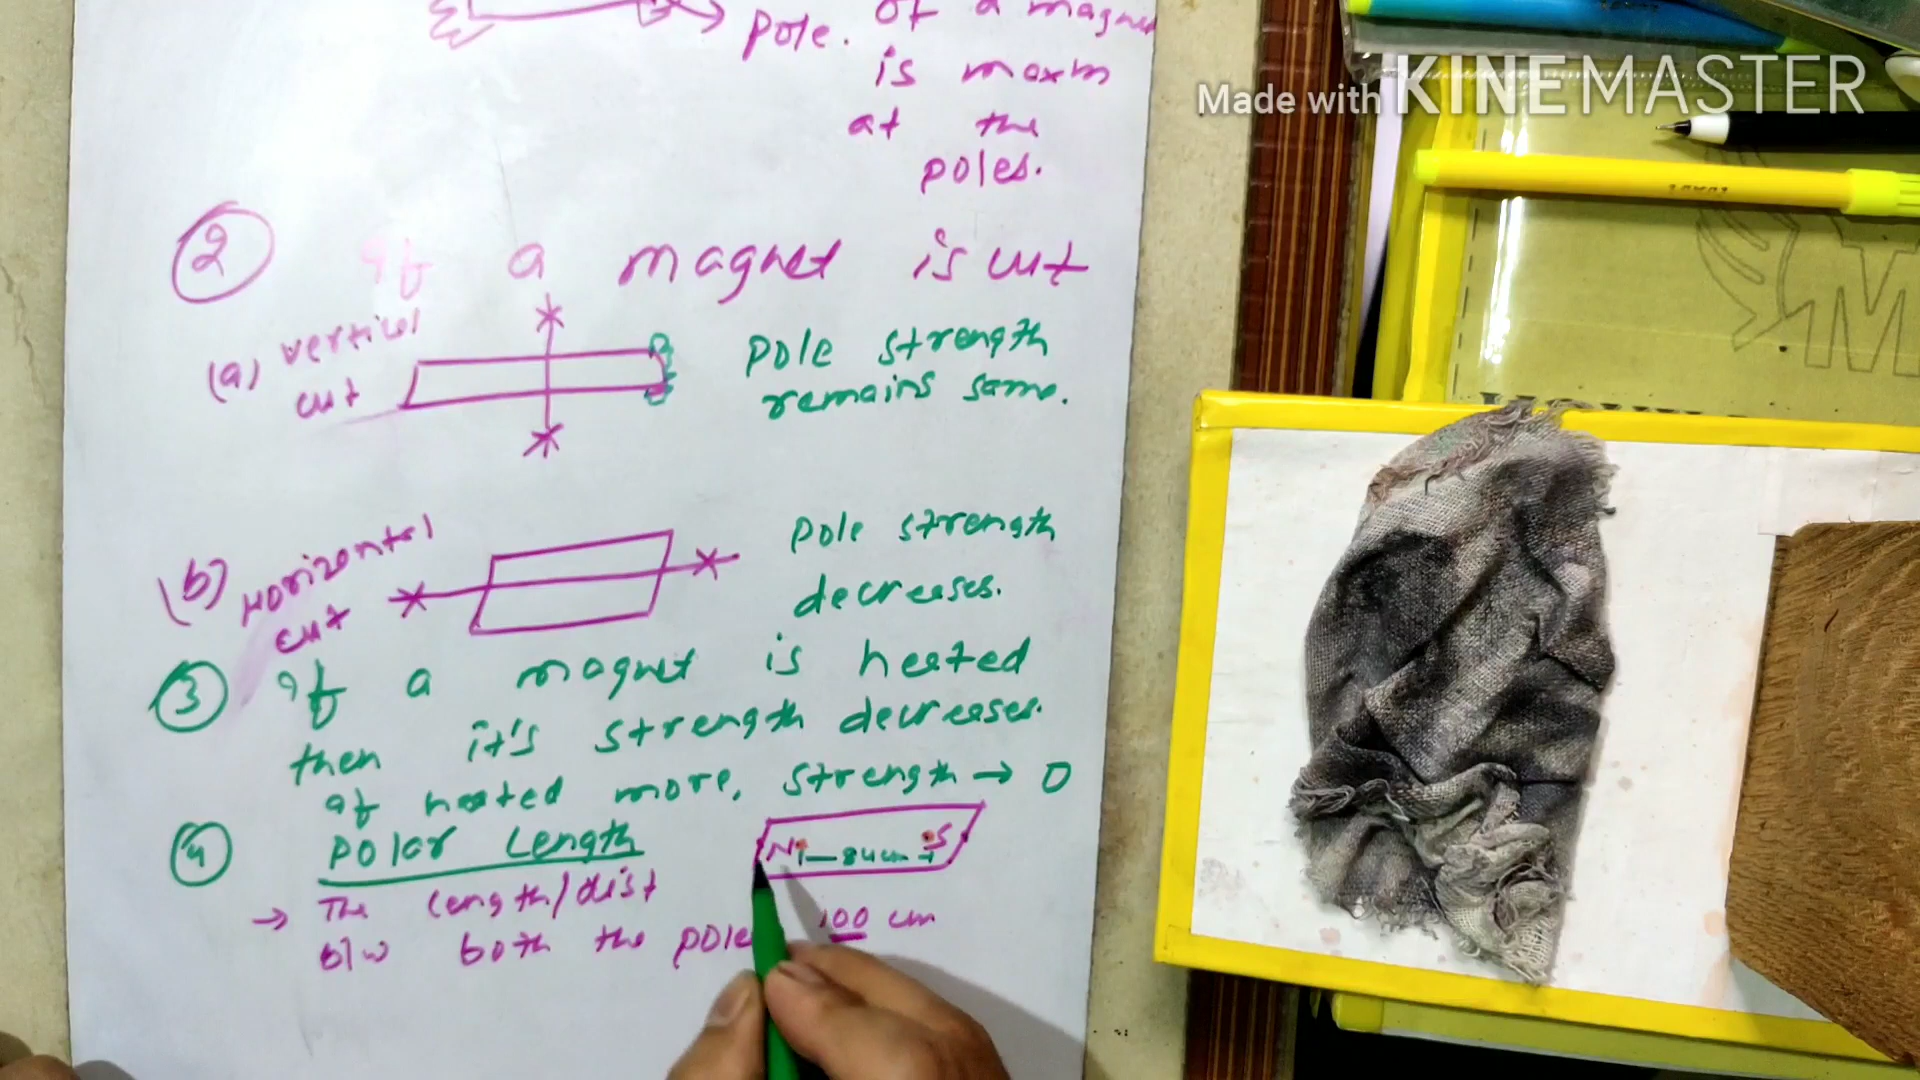 pole. of a magnet
is maxm
at the
poles.
Made with KINEMASTER
2 If a magnet is cut
(a) vertical
cut
Pole strength
remains same.
(b) Horizontal
cut
Pole strength
decreases.
3 If a magnet is heated
then it's strength decreases.
If heated more, strength → 0
4 Polar Length
→ The length/dist
b/w both the pole
N 84 cm S
100 cm